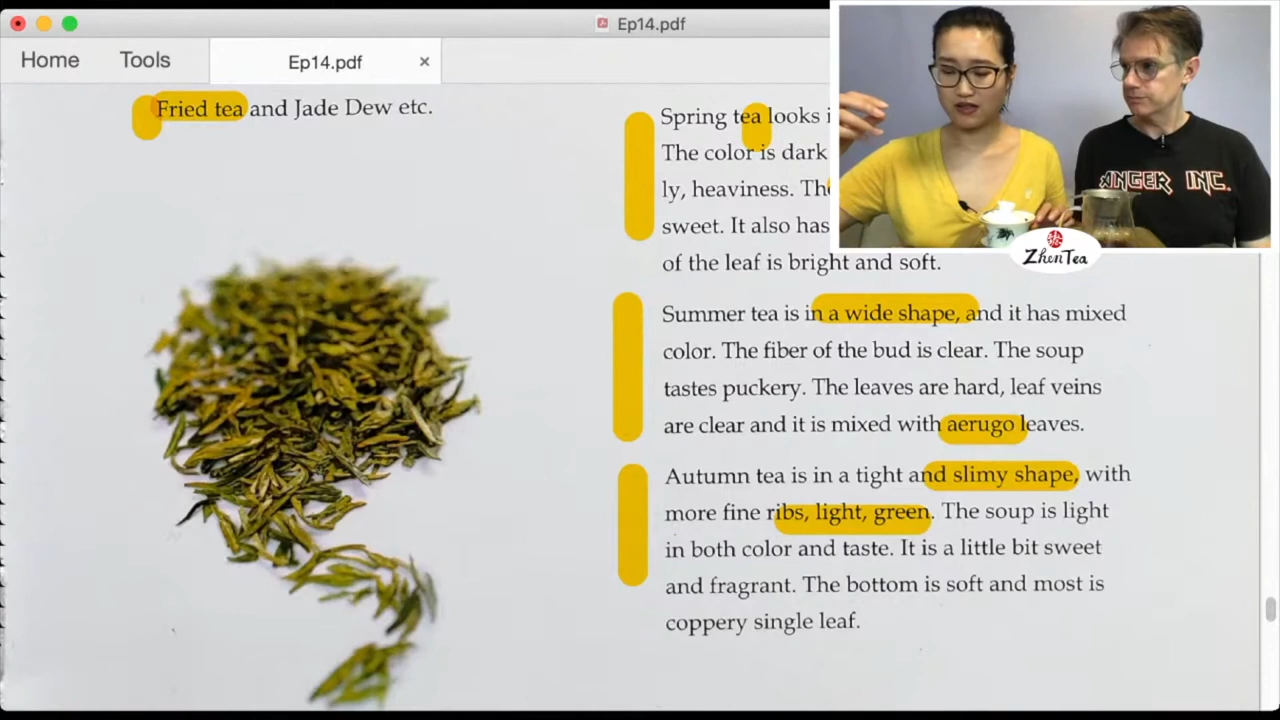 Ep14.pdf
Home
Tools
Ep14.pdf
Fried tea and Jade Dew etc.
Spring tea looks
The color is dark
ly, heaviness.
sweet. It also has
of the leaf is bright and soft.
Summer tea is in a wide shape, and it has mixed
color. The fiber of the bud is clear. The soup
tastes puckery. The leaves are hard, leaf veins
are clear and it is mixed with aerugo leaves.
Autumn tea is in a tight and slimy shape, with
more fine ribs, light, green. The soup is light
in both color and taste. It is a little bit sweet
and fragrant. The bottom is soft and most is
coppery single leaf.
ANGER INC.
Zhen Tea